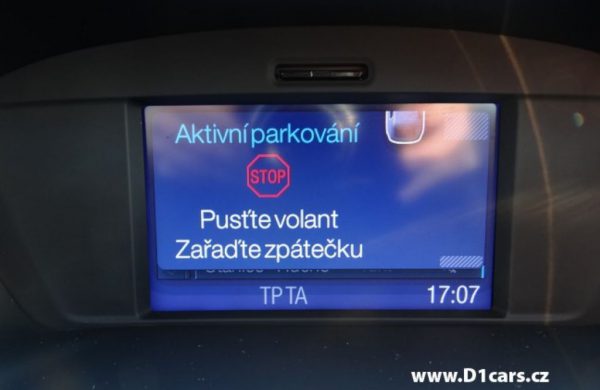 Aktivní parkování
STOP
Pusťte volant
Zařaďte zpátečku
TP TA 17:07
www.D1cars.cz